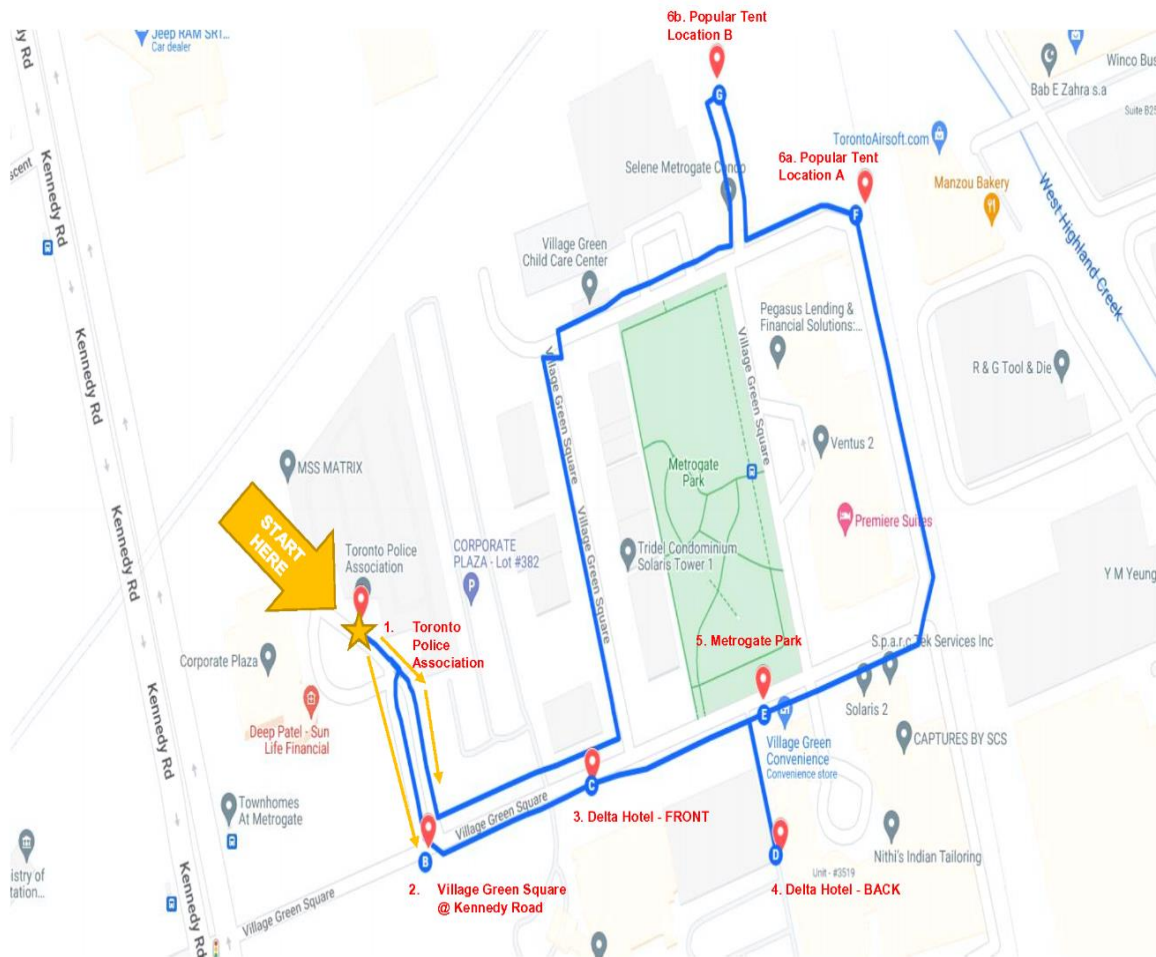 6b. Popular Tent
Location B
Jeep RAM SRT...
Car dealer
Winco Bus
Bab E Zahra s.a
Suite B25
Kennedy Rd
TorontoAirsoft.com
6a. Popular Tent
Location A
Selene Metrogate Condo
Manzou Bakery
West Highland Creek
scent
Kennedy Rd
G
F
Village Green
Child Care Center
Pegasus Lending &
Financial Solutions:...
Kennedy Rd
Village Green Square
Village Green Square
R & G Tool & Die
MSS MATRIX
Metrogate
Park
Ventus 2
Kennedy Rd
START
HERE
Premiere Suites
Village Green Square
Toronto Police
Association
CORPORATE
PLAZA - Lot #382
P
Tridel Condominium
Solaris Tower 1
Y M Yeung
1. Toronto
Police
Association
5. Metrogate Park
S.p.a.r.c Tek Services Inc
Corporate Plaza
Solaris 2
Deep Patel - Sun
Life Financial
E
Village Green
Convenience
Convenience store
CAPTURES BY SCS
Kennedy Rd
C
Townhomes
At Metrogate
Village Green Square
3. Delta Hotel - FRONT
B
D
Nithi's Indian Tailoring
Unit - #3519
istry of
tation...
2. Village Green Square
@ Kennedy Road
4. Delta Hotel - BACK
Village Green Square
Kennedy Rd